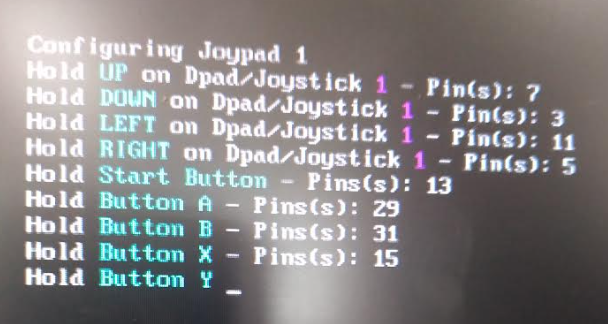 Configuring Joypad 1
Hold UP on Dpad/Joystick 1 - Pin(s): 7
Hold DOWN on Dpad/Joystick 1 - Pin(s): 3
Hold LEFT on Dpad/Joystick 1 - Pin(s): 11
Hold RIGHT on Dpad/Joystick 1 - Pin(s): 5
Hold Start Button - Pins(s): 13
Hold Button A - Pins(s): 29
Hold Button B - Pins(s): 31
Hold Button X - Pins(s): 15
Hold Button Y _